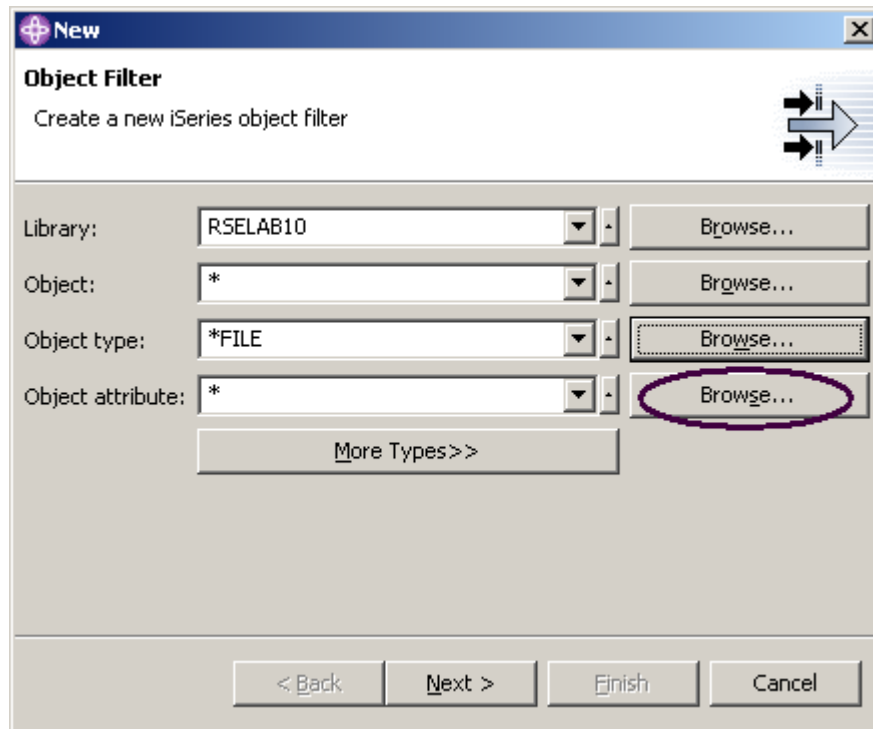 New
Object Filter
Create a new iSeries object filter
Library: RSELAB10 Browse...
Object: * Browse...
Object type: *FILE Browse...
Object attribute: * Browse...
More Types>>
< Back Next > Finish Cancel